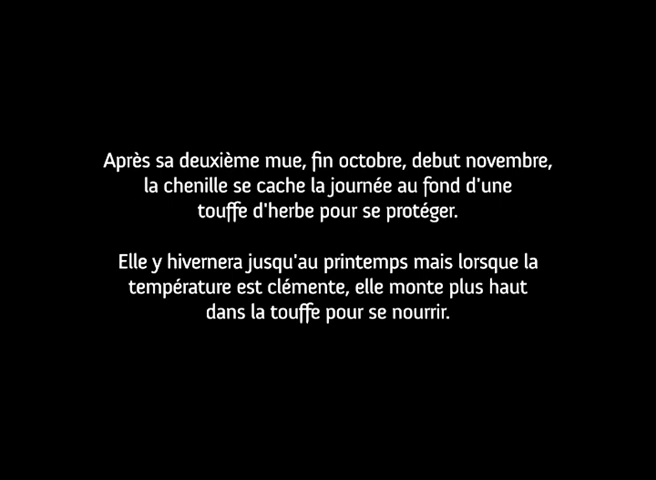 Après sa deuxième mue, fin octobre, debut novembre,
la chenille se cache la journée au fond d'une
touffe d'herbe pour se protéger.
Elle y hivernera jusqu'au printemps mais lorsque la
température est clémente, elle monte plus haut
dans la touffe pour se nourrir.